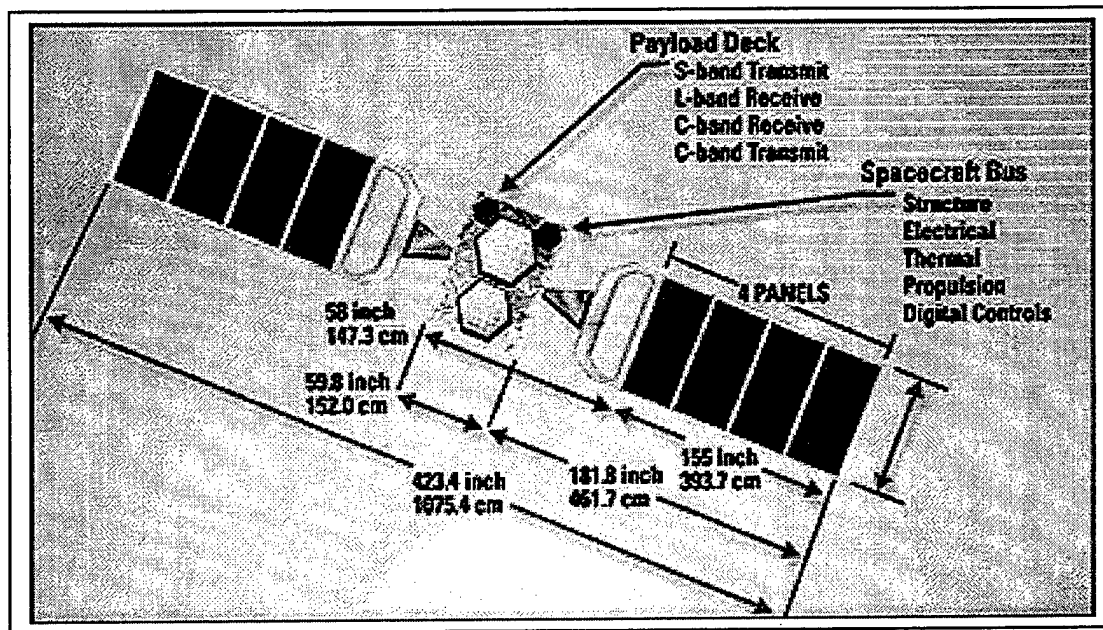 Payload Deck
S-band Transmit
L-band Receive
C-band Receive
C-band Transmit
Spacecraft Bus
Structure
Electrical
Thermal
Propulsion
Digital Controls
4 PANELS
58 inch
147.3 cm
59.8 inch
152.0 cm
423.4 inch
1075.4 cm
181.8 inch
461.7 cm
155 inch
393.7 cm